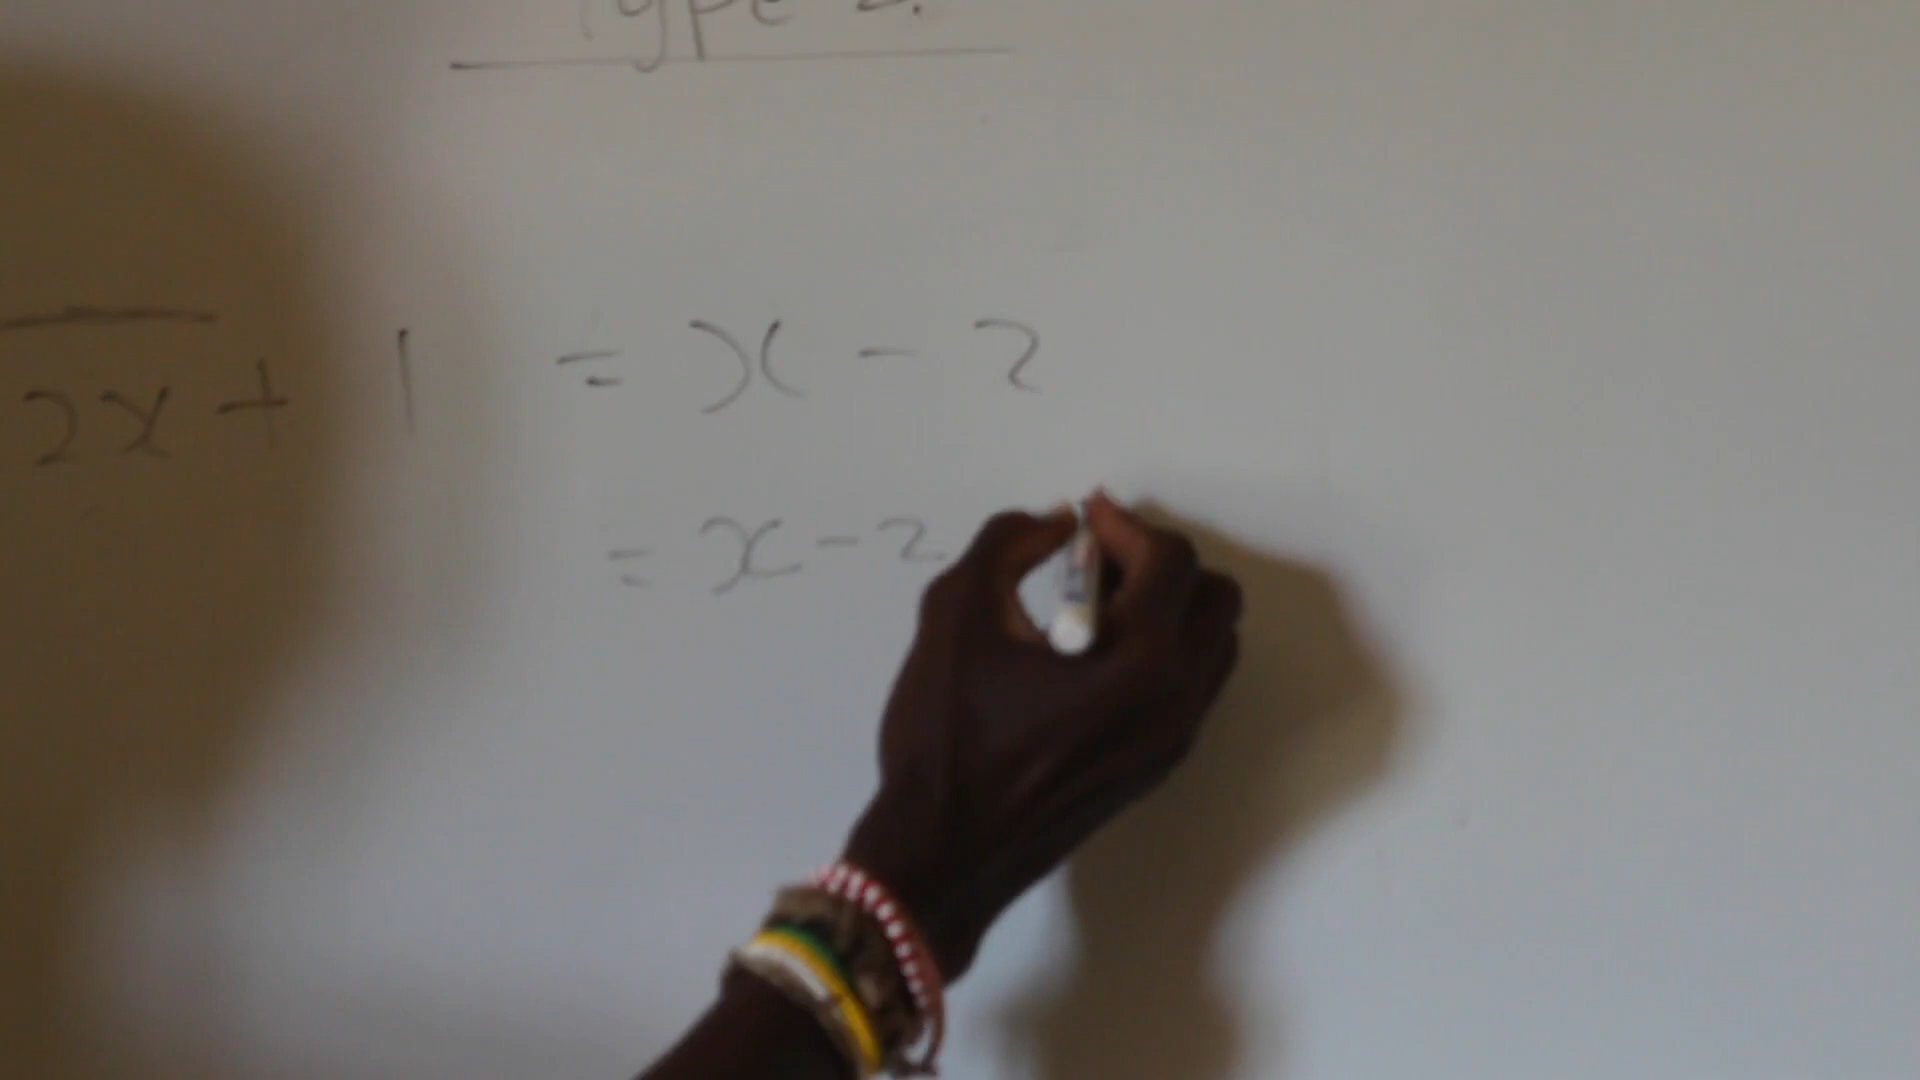 Type 2.
2x + 1 = x - 2
= x - 2